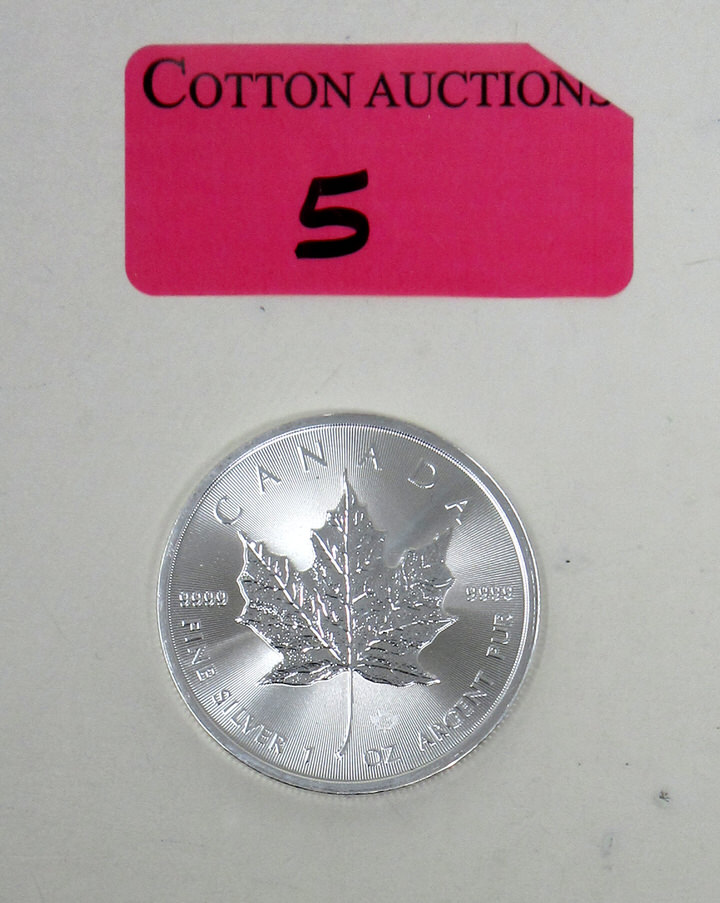 COTTON AUCTIONS
5
CANADA
9999 9999
FINE SILVER 1 OZ ARGENT PUR